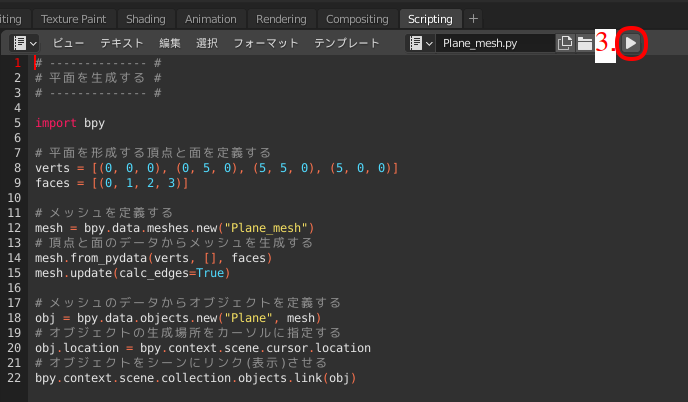 iting Texture Paint Shading Animation Rendering Compositing Scripting +
ビュー テキスト 編集 選択 フォーマット テンプレート Plane_mesh.py 3.
1 # -------------- #
2 # 平面を生成する #
3 # -------------- #
4
5 import bpy
6
7 # 平面を形成する頂点と面を定義する
8 verts = [(0, 0, 0), (0, 5, 0), (5, 5, 0), (5, 0, 0)]
9 faces = [(0, 1, 2, 3)]
10
11 # メッシュを定義する
12 mesh = bpy.data.meshes.new("Plane_mesh")
13 # 頂点と面のデータからメッシュを生成する
14 mesh.from_pydata(verts, [], faces)
15 mesh.update(calc_edges=True)
16
17 # メッシュのデータからオブジェクトを定義する
18 obj = bpy.data.objects.new("Plane", mesh)
19 # オブジェクトの生成場所をカーソルに指定する
20 obj.location = bpy.context.scene.cursor.location
21 # オブジェクトをシーンにリンク(表示)させる
22 bpy.context.scene.collection.objects.link(obj)